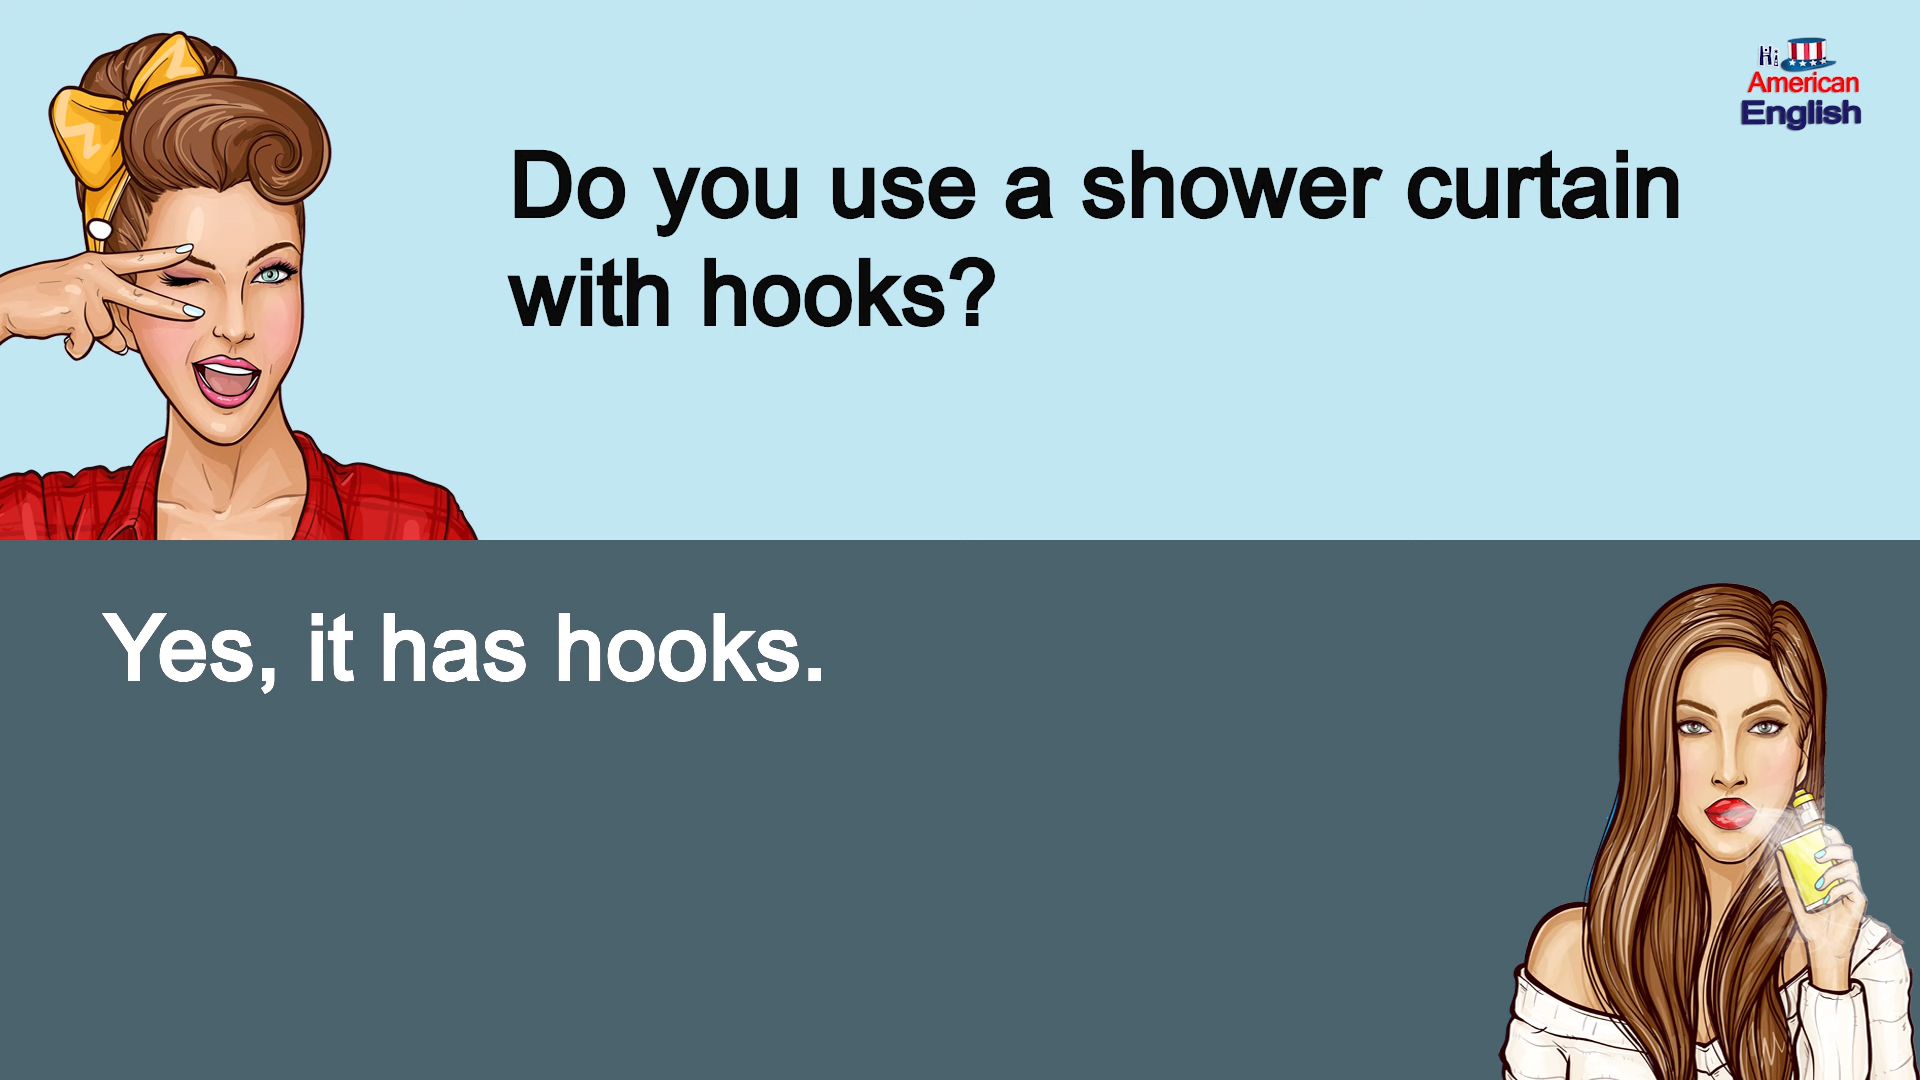 Hi
American
English
Do you use a shower curtain
with hooks?
Yes, it has hooks.